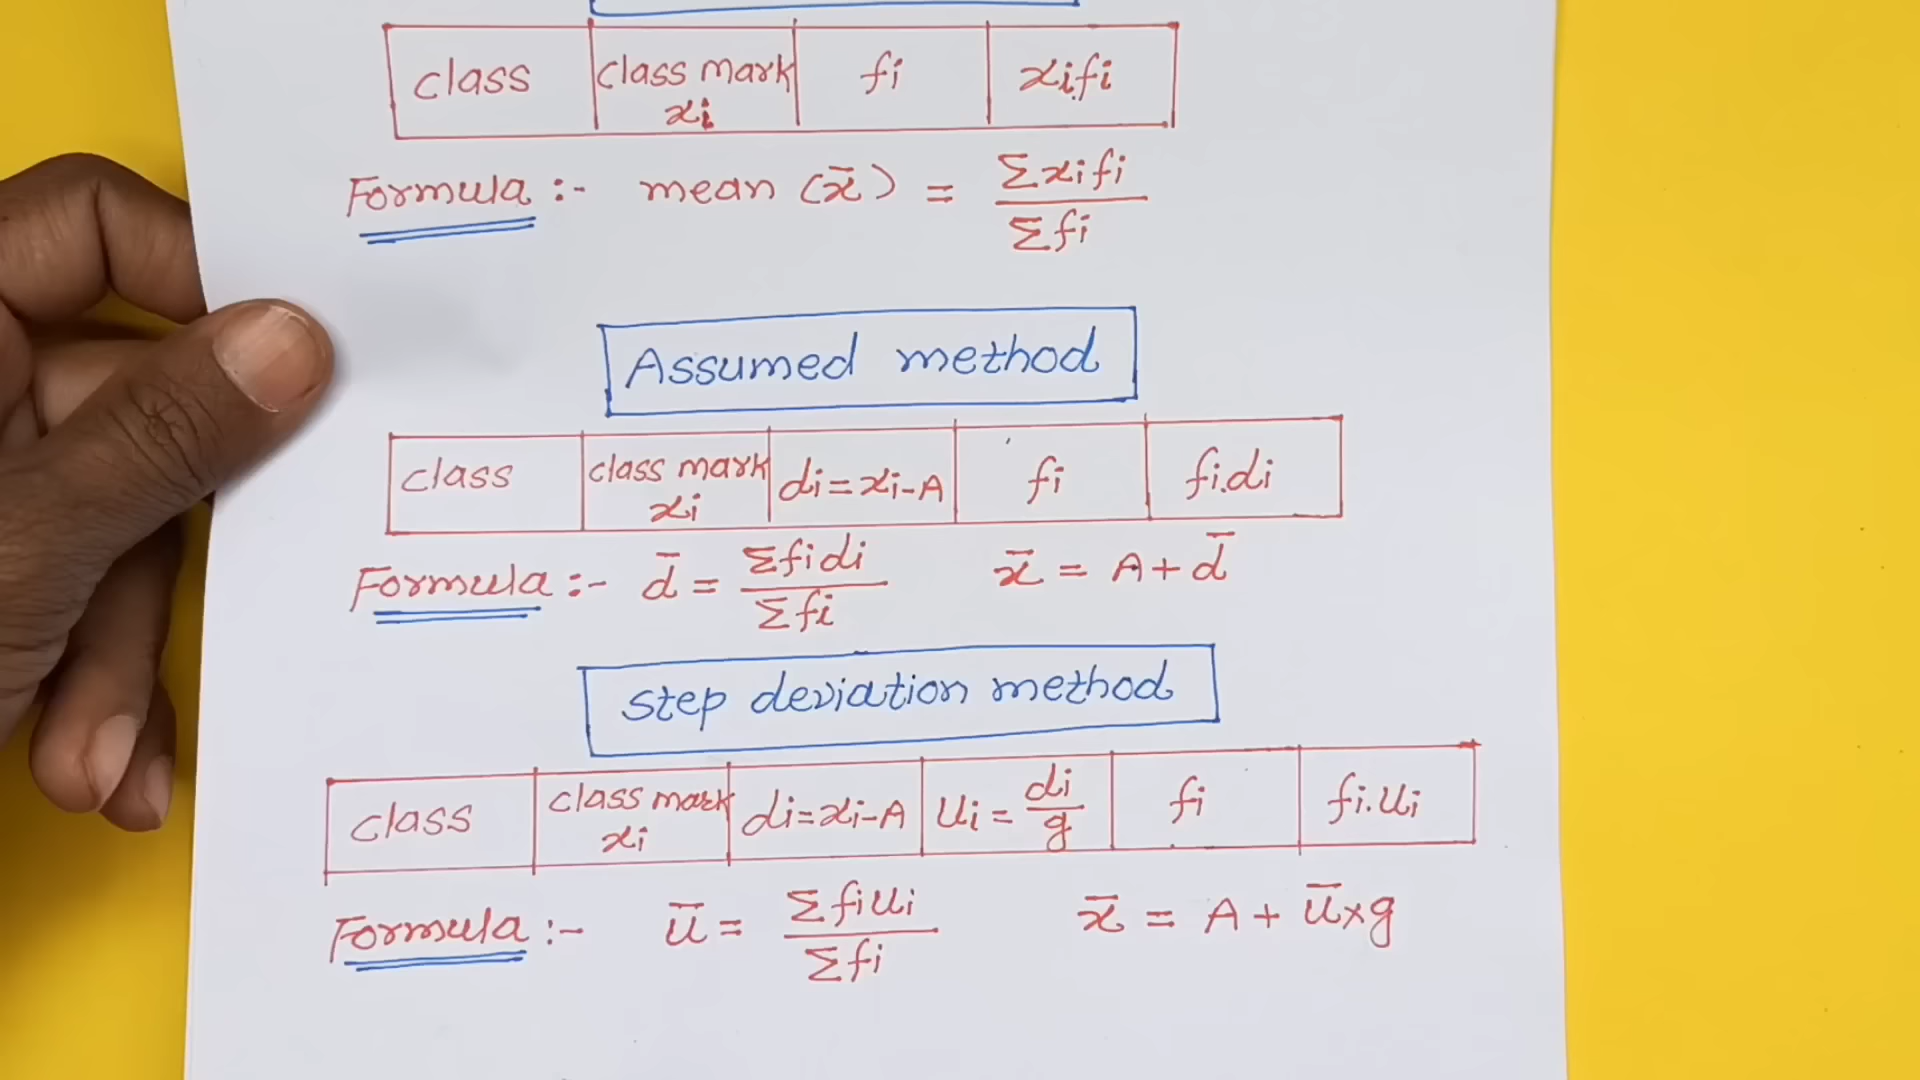 class | class mark xi | fi | xifi
Formula :- mean (x̄) = Σxifi / Σfi
Assumed method
class | class mark xi | di=xi-A | fi | fi.di
Formula :- d̄ = Σfidi / Σfi   x̄ = A+d̄
step deviation method
class | class mark xi | di=xi-A | ui = di/g | fi | fi.ui
Formula :- ū = Σfiui / Σfi   x̄ = A+ ū×g